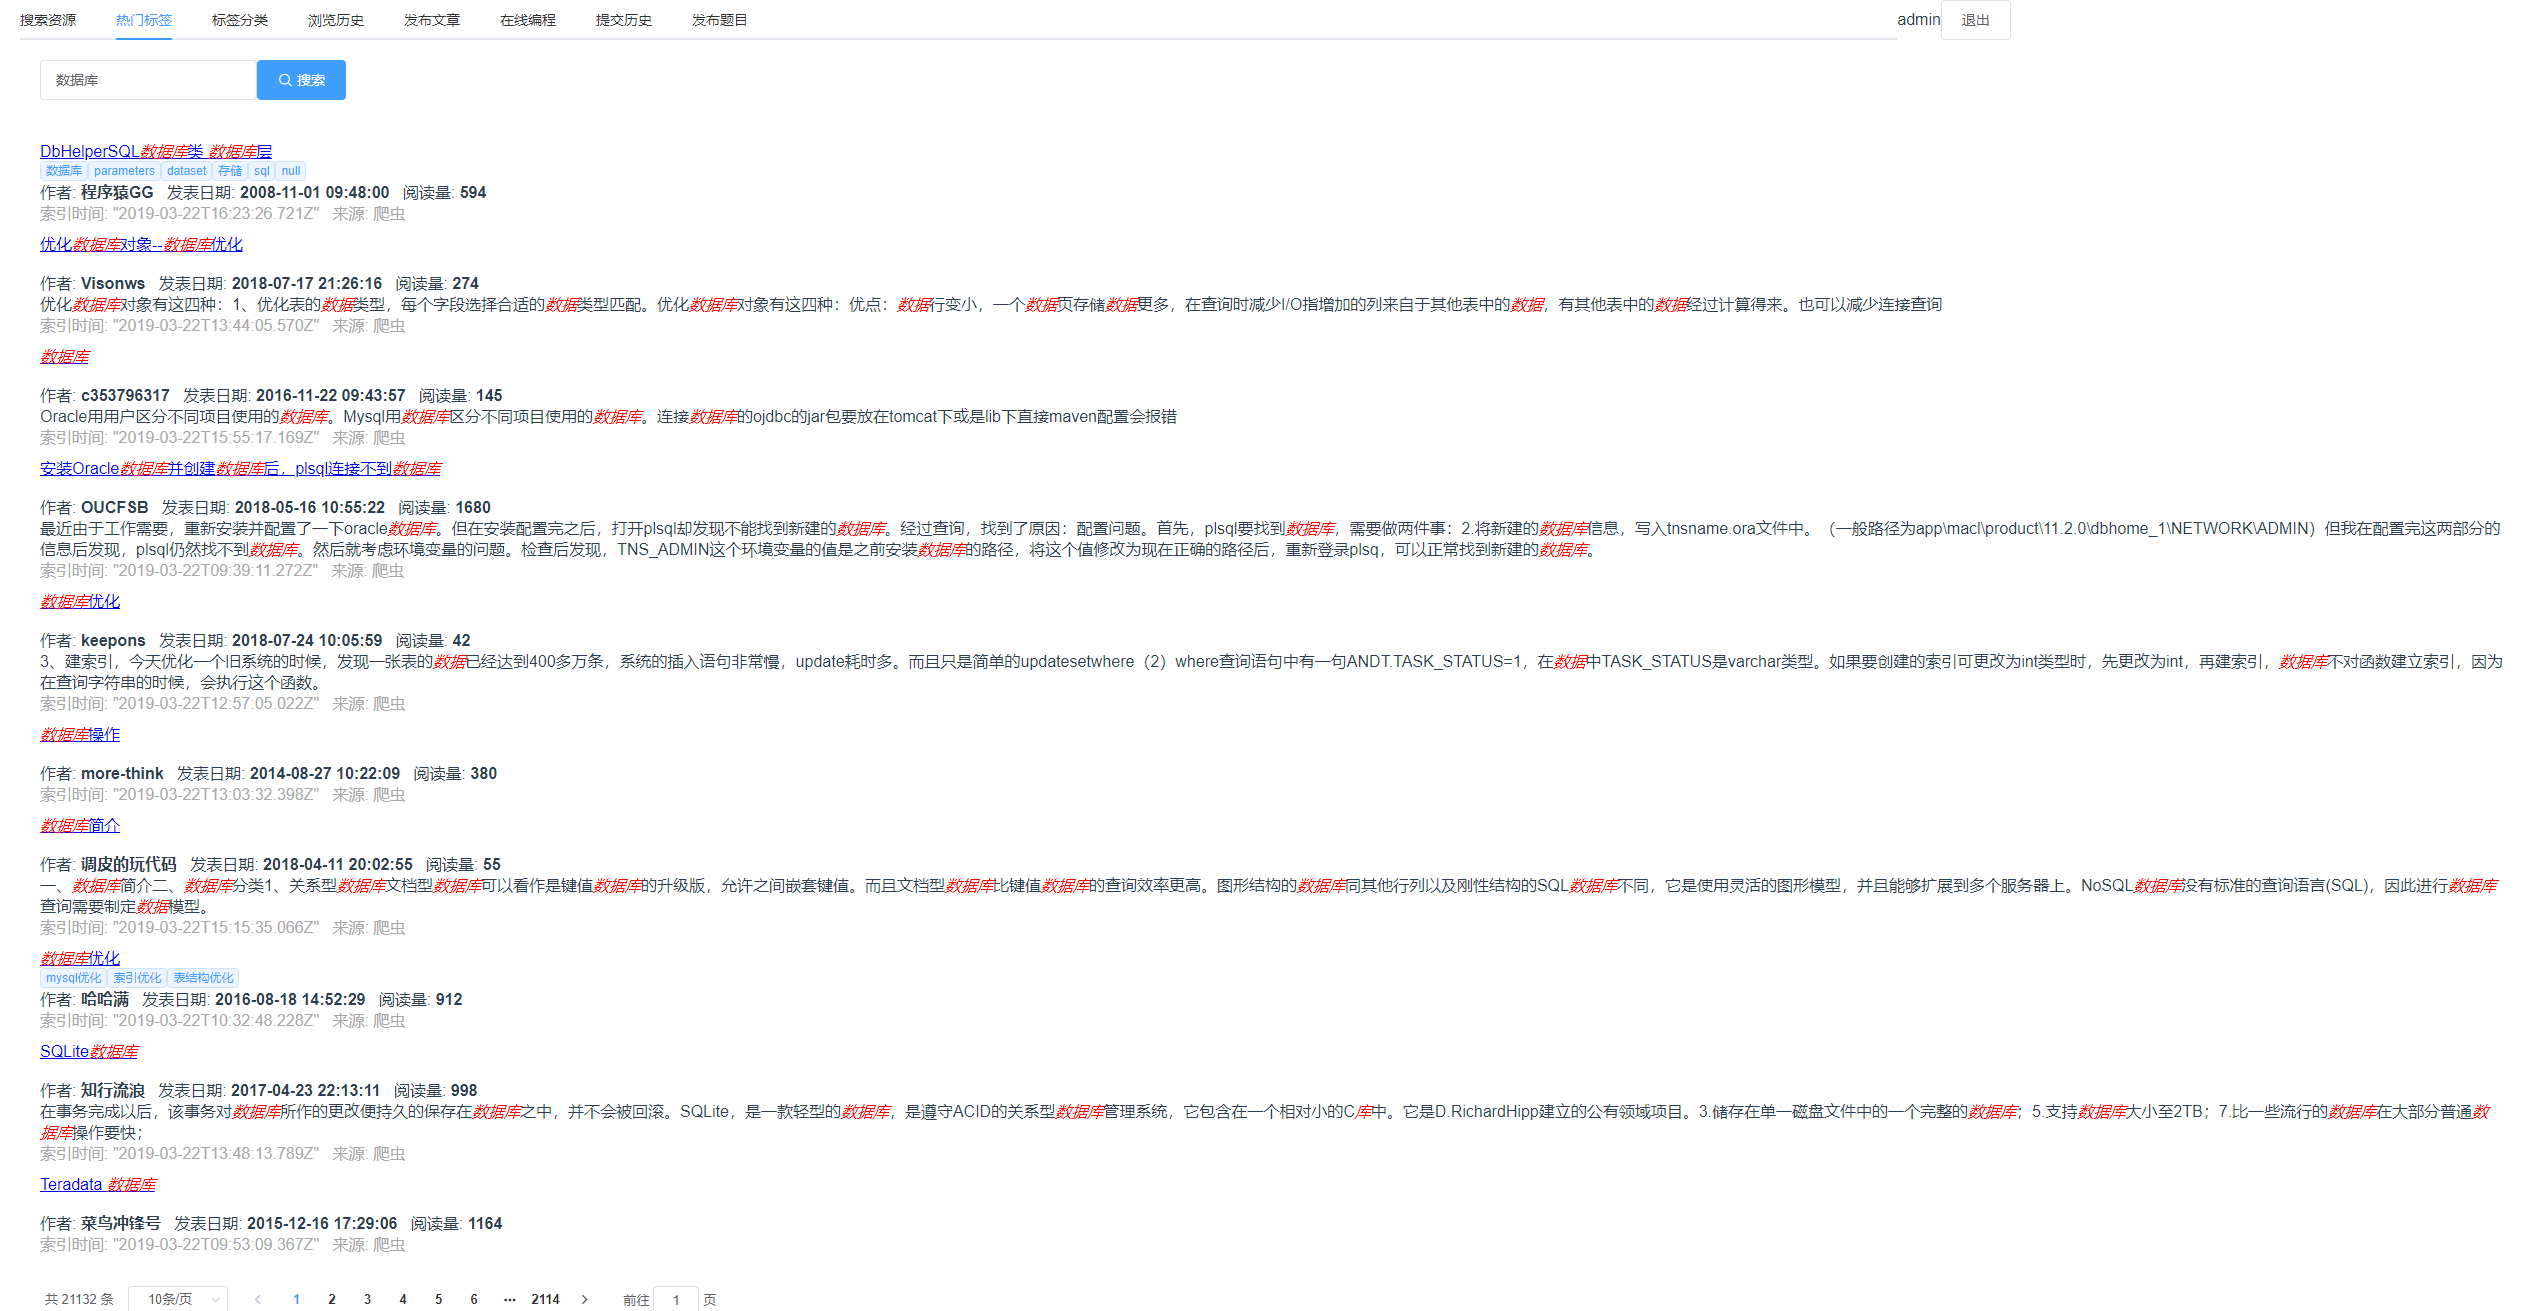 搜索资源 热门标签 标签分类 浏览历史 发布文章 在线编程 提交历史 发布题目 admin 退出
数据库 搜索
DbHelperSQL数据库类 数据库层
数据库 parameters dataset 存储 sql null
作者: 程序猿GG 发表日期: 2008-11-01 09:48:00 阅读量: 594
索引时间: "2019-03-22T16:23:26.721Z" 来源: 爬虫
优化数据库对象--数据库优化
作者: Visonws 发表日期: 2018-07-17 21:26:16 阅读量: 274
优化数据库对象有这四种：1、优化表的数据类型，每个字段选择合适的数据类型匹配。优化数据库对象有这四种：优点：数据行变小，一个数据页存储数据更多，在查询时减少I/O指增加的列来自于其他表中的数据，有其他表中的数据经过计算得来。也可以减少连接查询
索引时间: "2019-03-22T13:44:05.570Z" 来源: 爬虫
数据库
作者: c353796317 发表日期: 2016-11-22 09:43:57 阅读量: 145
Oracle用用户区分不同项目使用的数据库。Mysql用数据库区分不同项目使用的数据库。连接数据库的ojdbc的jar包要放在tomcat下或是lib下直接maven配置会报错
索引时间: "2019-03-22T15:55:17.169Z" 来源: 爬虫
安装Oracle数据库并创建数据库后，plsql连接不到数据库
作者: OUCFSB 发表日期: 2018-05-16 10:55:22 阅读量: 1680
最近由于工作需要，重新安装并配置了一下oracle数据库。但在安装配置完之后，打开plsql却发现不能找到新建的数据库。经过查询，找到了原因：配置问题。首先，plsql要找到数据库，需要做两件事：2.将新建的数据库信息，写入tnsname.ora文件中。（一般路径为app\macl\product\11.2.0\dbhome_1\NETWORK\ADMIN）但我在配置完这两部分的
信息后发现，plsql仍然找不到数据库。然后就考虑环境变量的问题。检查后发现，TNS_ADMIN这个环境变量的值是之前安装数据库的路径，将这个值修改为现在正确的路径后，重新登录plsq，可以正常找到新建的数据库。
索引时间: "2019-03-22T09:39:11.272Z" 来源: 爬虫
数据库优化
作者: keepons 发表日期: 2018-07-24 10:05:59 阅读量: 42
3、建索引，今天优化一个旧系统的时候，发现一张表的数据已经达到400多万条，系统的插入语句非常慢，update耗时多。而且只是简单的updatesetwhere（2）where查询语句中有一句ANDT.TASK_STATUS=1，在数据中TASK_STATUS是varchar类型。如果要创建的索引可更改为int类型时，先更改为int，再建索引，数据库不对函数建立索引，因为
在查询字符串的时候，会执行这个函数。
索引时间: "2019-03-22T12:57:05.022Z" 来源: 爬虫
数据库操作
作者: more-think 发表日期: 2014-08-27 10:22:09 阅读量: 380
索引时间: "2019-03-22T13:03:32.398Z" 来源: 爬虫
数据库简介
作者: 调皮的玩代码 发表日期: 2018-04-11 20:02:55 阅读量: 55
一、数据库简介二、数据库分类1、关系型数据库文档型数据库可以看作是键值数据库的升级版，允许之间嵌套键值。而且文档型数据库比键值数据库的查询效率更高。图形结构的数据库同其他行列以及刚性结构的SQL数据库不同，它是使用灵活的图形模型，并且能够扩展到多个服务器上。NoSQL数据库没有标准的查询语言(SQL)，因此进行数据库
查询需要制定数据模型。
索引时间: "2019-03-22T15:15:35.066Z" 来源: 爬虫
数据库优化
mysql优化 索引优化 表结构优化
作者: 哈哈满 发表日期: 2016-08-18 14:52:29 阅读量: 912
索引时间: "2019-03-22T10:32:48.228Z" 来源: 爬虫
SQLite数据库
作者: 知行流浪 发表日期: 2017-04-23 22:13:11 阅读量: 998
在事务完成以后，该事务对数据库所作的更改便持久的保存在数据库之中，并不会被回滚。SQLite，是一款轻型的数据库，是遵守ACID的关系型数据库管理系统，它包含在一个相对小的C库中。它是D.RichardHipp建立的公有领域项目。3.储存在单一磁盘文件中的一个完整的数据库；5.支持数据库大小至2TB；7.比一些流行的数据库在大部分普通数
据库操作要快；
索引时间: "2019-03-22T13:48:13.789Z" 来源: 爬虫
Teradata 数据库
作者: 菜鸟冲锋号 发表日期: 2015-12-16 17:29:06 阅读量: 1164
索引时间: "2019-03-22T09:53:09.367Z" 来源: 爬虫
共 21132 条 10条/页 1 2 3 4 5 6 ··· 2114 前往 1 页